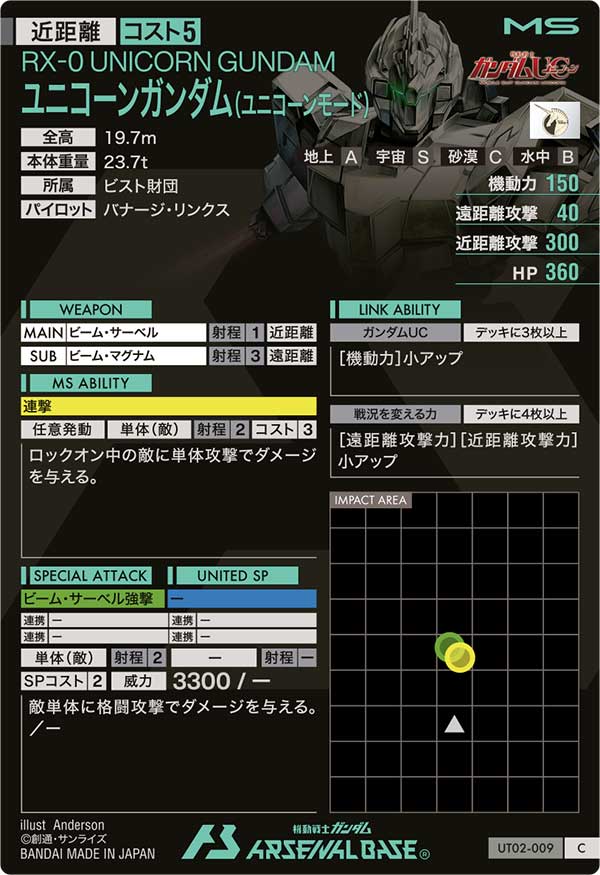 近距離 コスト5
MS
RX-0 UNICORN GUNDAM
機動戦士
ガンダムUC
ユニコーンガンダム(ユニコーンモード)
全高 19.7m
本体重量 23.7t
所属 ビスト財団
パイロット バナージ・リンクス
地上 A 宇宙 S 砂漠 C 水中 B
機動力 150
遠距離攻撃 40
近距離攻撃 300
HP 360
WEAPON
MAIN ビーム・サーベル 射程 1 近距離
SUB ビーム・マグナム 射程 3 遠距離
MS ABILITY
連撃
任意発動 単体(敵) 射程 2 コスト 3
ロックオン中の敵に単体攻撃でダメージ
を与える。
SPECIAL ATTACK UNITED SP
ビーム・サーベル強撃 ー
連携 ー 連携 ー
連携 ー 連携 ー
単体(敵) 射程 2 ー 射程 ー
SPコスト 2 威力 3300 / ー
敵単体に格闘攻撃でダメージを与える。
/ー
LINK ABILITY
ガンダムUC デッキに3枚以上
[機動力]小アップ
戦況を変える力 デッキに4枚以上
[遠距離攻撃力][近距離攻撃力]
小アップ
IMPACT AREA
illust Anderson
©創通・サンライズ
BANDAI MADE IN JAPAN
機動戦士ガンダム
AB ARSENAL BASE®
UT02-009 C